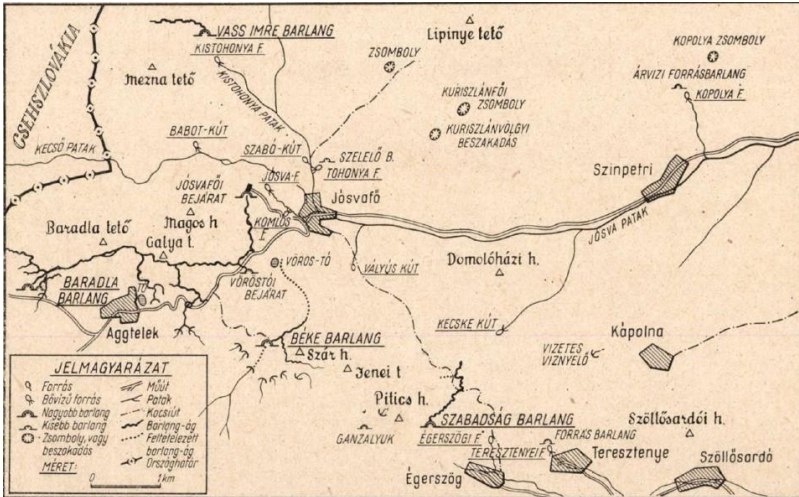 VASS IMRE BARLANG
KISTOHONYA F.
Lipinye tető
ZSOMBOLY
KOPOLYA ZSOMBOLY
CSEHSZLOVÁKIA
Mezna tető
KISTOHONYA PATAK
KURISZLÁNFŐI
ZSOMBOLY
ÁRVIZI FORRÁSBARLANG
KOPOLYA F.
BABOT-KÚT
KURISZLÁNVÖLGYI
BESZAKADÁS
KECSŐ PATAK
SZABÓ-KÚT
SZELELŐ B.
TOHONYA F.
Szinpetri
JÓSVAFŐI
BEJÁRAT
JÓSVA-F.
Jósvafő
Magos h
KOMLÓS
F.
JÓSVA PATAK
Baradla tető
Galya t.
VÖRÖS-TÓ
VÁLYÚS KÚT
Domolóházi h.
BARADLA
BARLANG
TÓ
VÖRÖSTÓI
BEJÁRAT
Aggtelek
KECSKE KÚT
BÉKE BARLANG
Kápolna
Szár h.
VIZETES
VIZNYELŐ
JELMAGYARÁZAT
Jenei t
Forrás
Műút
Bővizű forrás
Patak
Pitics h.
Nagyobb barlang
Kocsiút
SZABADSÁG BARLANG
Szöllősardói h.
Kisebb barlang
Barlang-ág
GANZALYUK
ÉGERSZÖGI F.
FORRÁS BARLANG
Zsomboly, vagy
beszakadás
Feltételezett
barlang-ág
TERESZTENYEI F.
Teresztenye
MÉRET:
Országhatár
0 1km
Égerszög
Szöllősardó